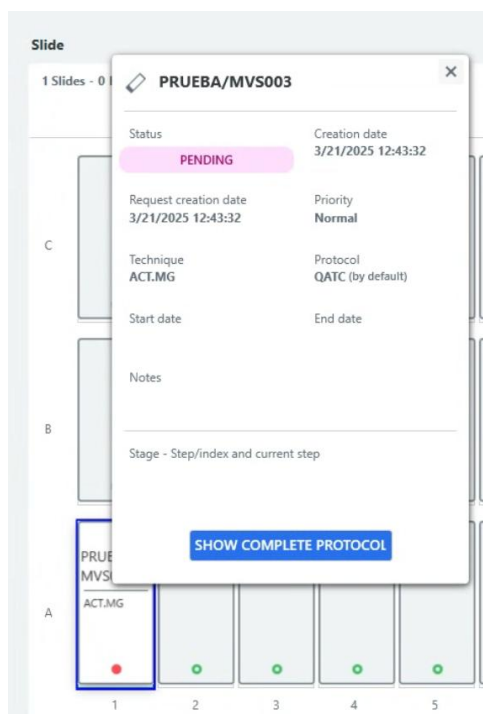 Slide
1 Slides - 0
PRUEBA/MVS003
Status
PENDING
Creation date
3/21/2025 12:43:32
Request creation date
3/21/2025 12:43:32
Priority
Normal
Technique
ACT.MG
Protocol
QATC (by default)
Start date
End date
Notes
Stage - Step/index and current step
SHOW COMPLETE PROTOCOL
C
B
A
ACT.MG
1 2 3 4 5